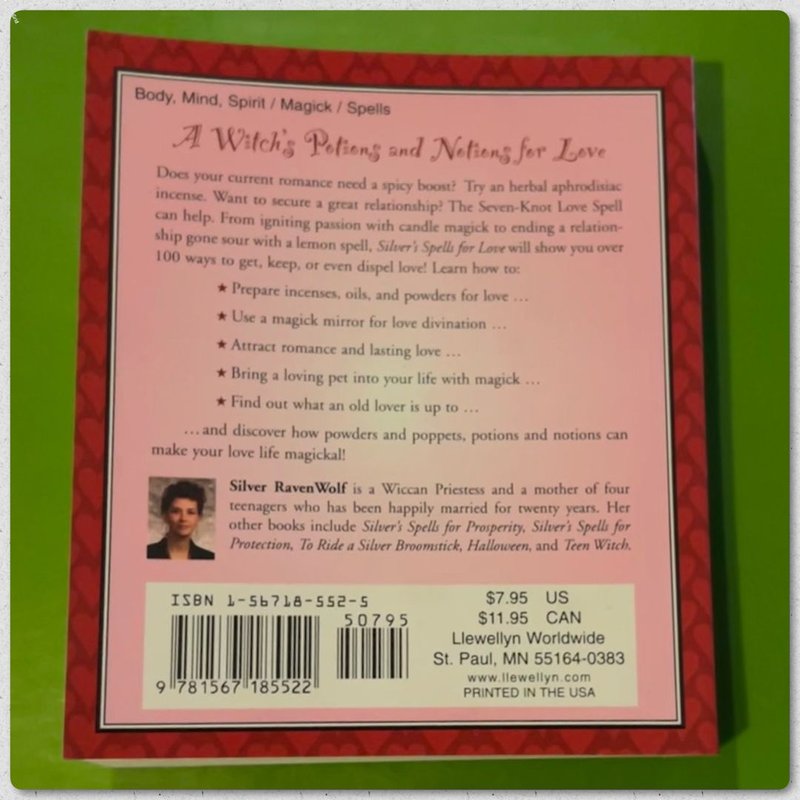 Body, Mind, Spirit / Magick / Spells
A Witch's Potions and Notions for Love
Does your current romance need a spicy boost? Try an herbal aphrodisiac
incense. Want to secure a great relationship? The Seven-Knot Love Spell
can help. From igniting passion with candle magick to ending a relation-
ship gone sour with a lemon spell, Silver's Spells for Love will show you over
100 ways to get, keep, or even dispel love! Learn how to:
★ Prepare incenses, oils, and powders for love ...
★ Use a magick mirror for love divination ...
★ Attract romance and lasting love ...
★ Bring a loving pet into your life with magick ...
★ Find out what an old lover is up to ...
...and discover how powders and poppets, potions and notions can
make your love life magickal!
Silver RavenWolf is a Wiccan Priestess and a mother of four
teenagers who has been happily married for twenty years. Her
other books include Silver's Spells for Prosperity, Silver's Spells for
Protection, To Ride a Silver Broomstick, Halloween, and Teen Witch.
ISBN 1-56718-552-5
50795
9 781567 185522
$7.95 US
$11.95 CAN
Llewellyn Worldwide
St. Paul, MN 55164-0383
www.llewellyn.com
PRINTED IN THE USA